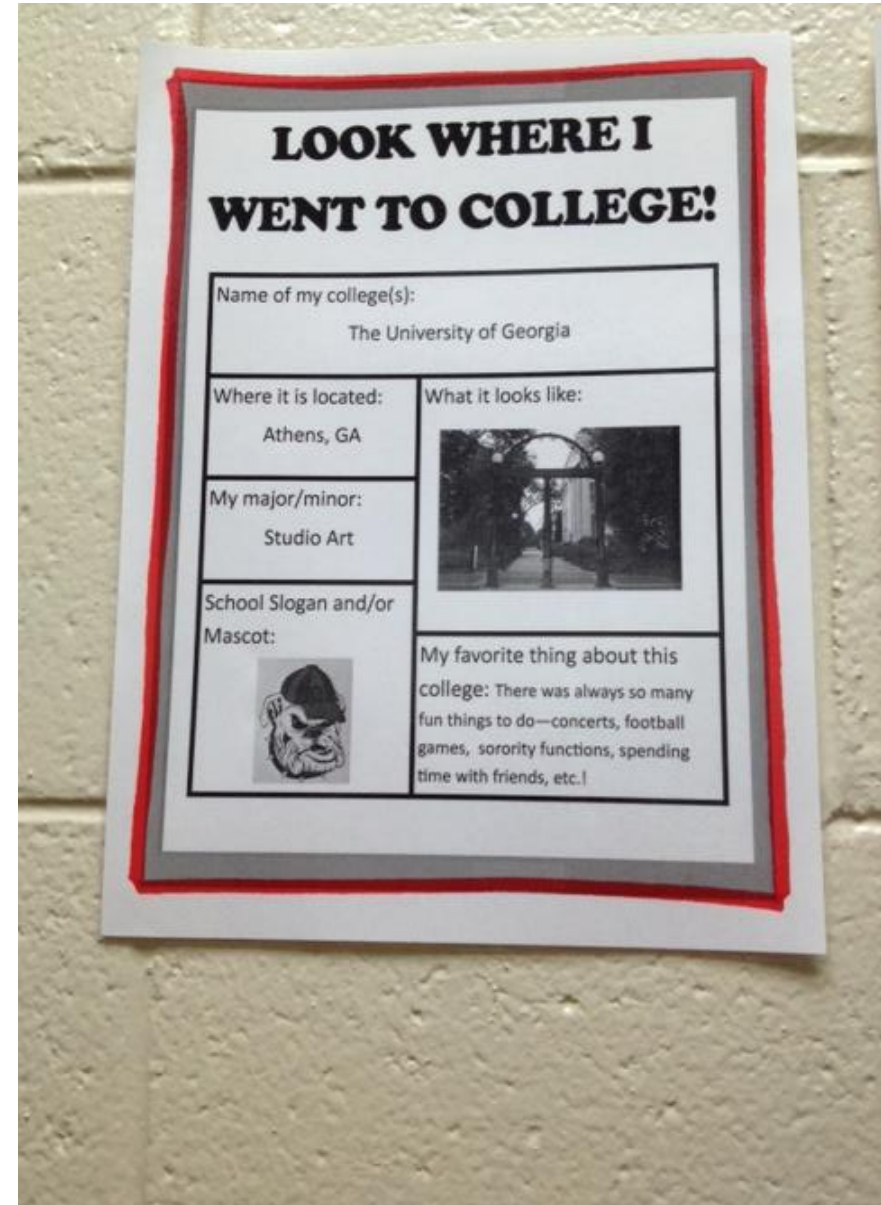 LOOK WHERE I
WENT TO COLLEGE!
Name of my college(s):
The University of Georgia
Where it is located:
Athens, GA
My major/minor:
Studio Art
School Slogan and/or
Mascot:
What it looks like:
My favorite thing about this
college: There was always so many
fun things to do—concerts, football
games, sorority functions, spending
time with friends, etc.!